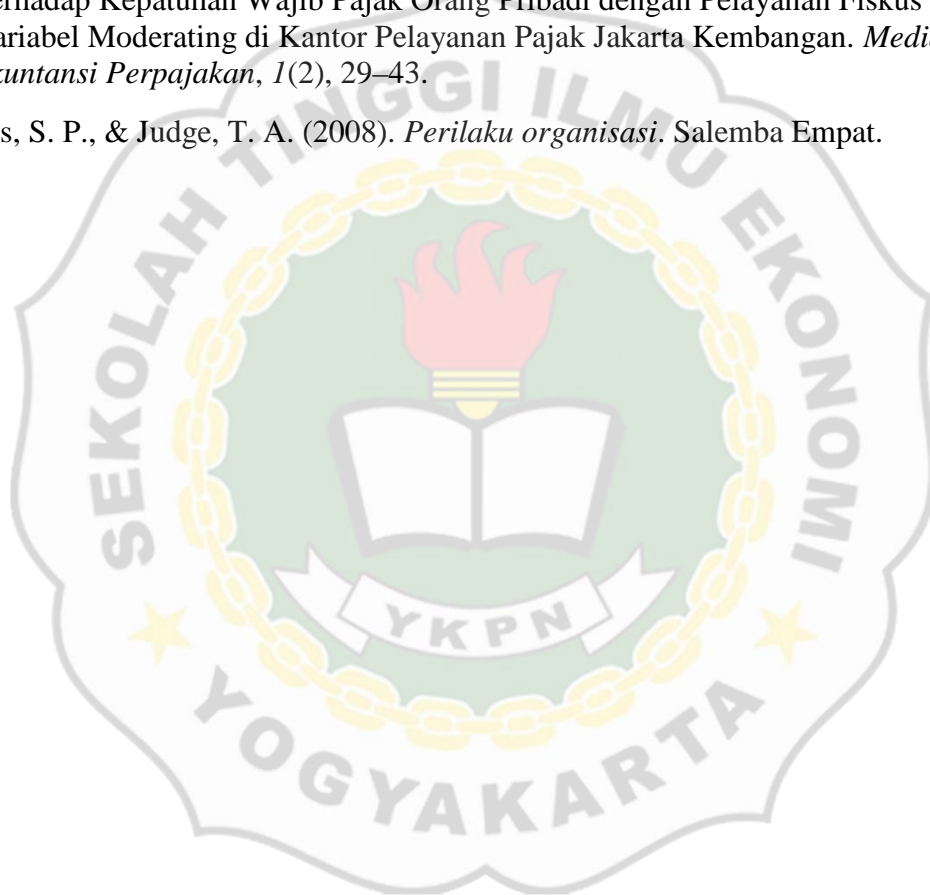 erhadap Kepatuhan Wajib Pajak Orang Pribadi dengan Pelayanan Fiskus
ariabel Moderating di Kantor Pelayanan Pajak Jakarta Kembangan. Media
kuntansi Perpajakan, 1(2), 29–43.
s, S. P., & Judge, T. A. (2008). Perilaku organisasi. Salemba Empat.
SEKOLAH TINGGI ILMU EKONOMI
YKPN
YOGYAKARTA